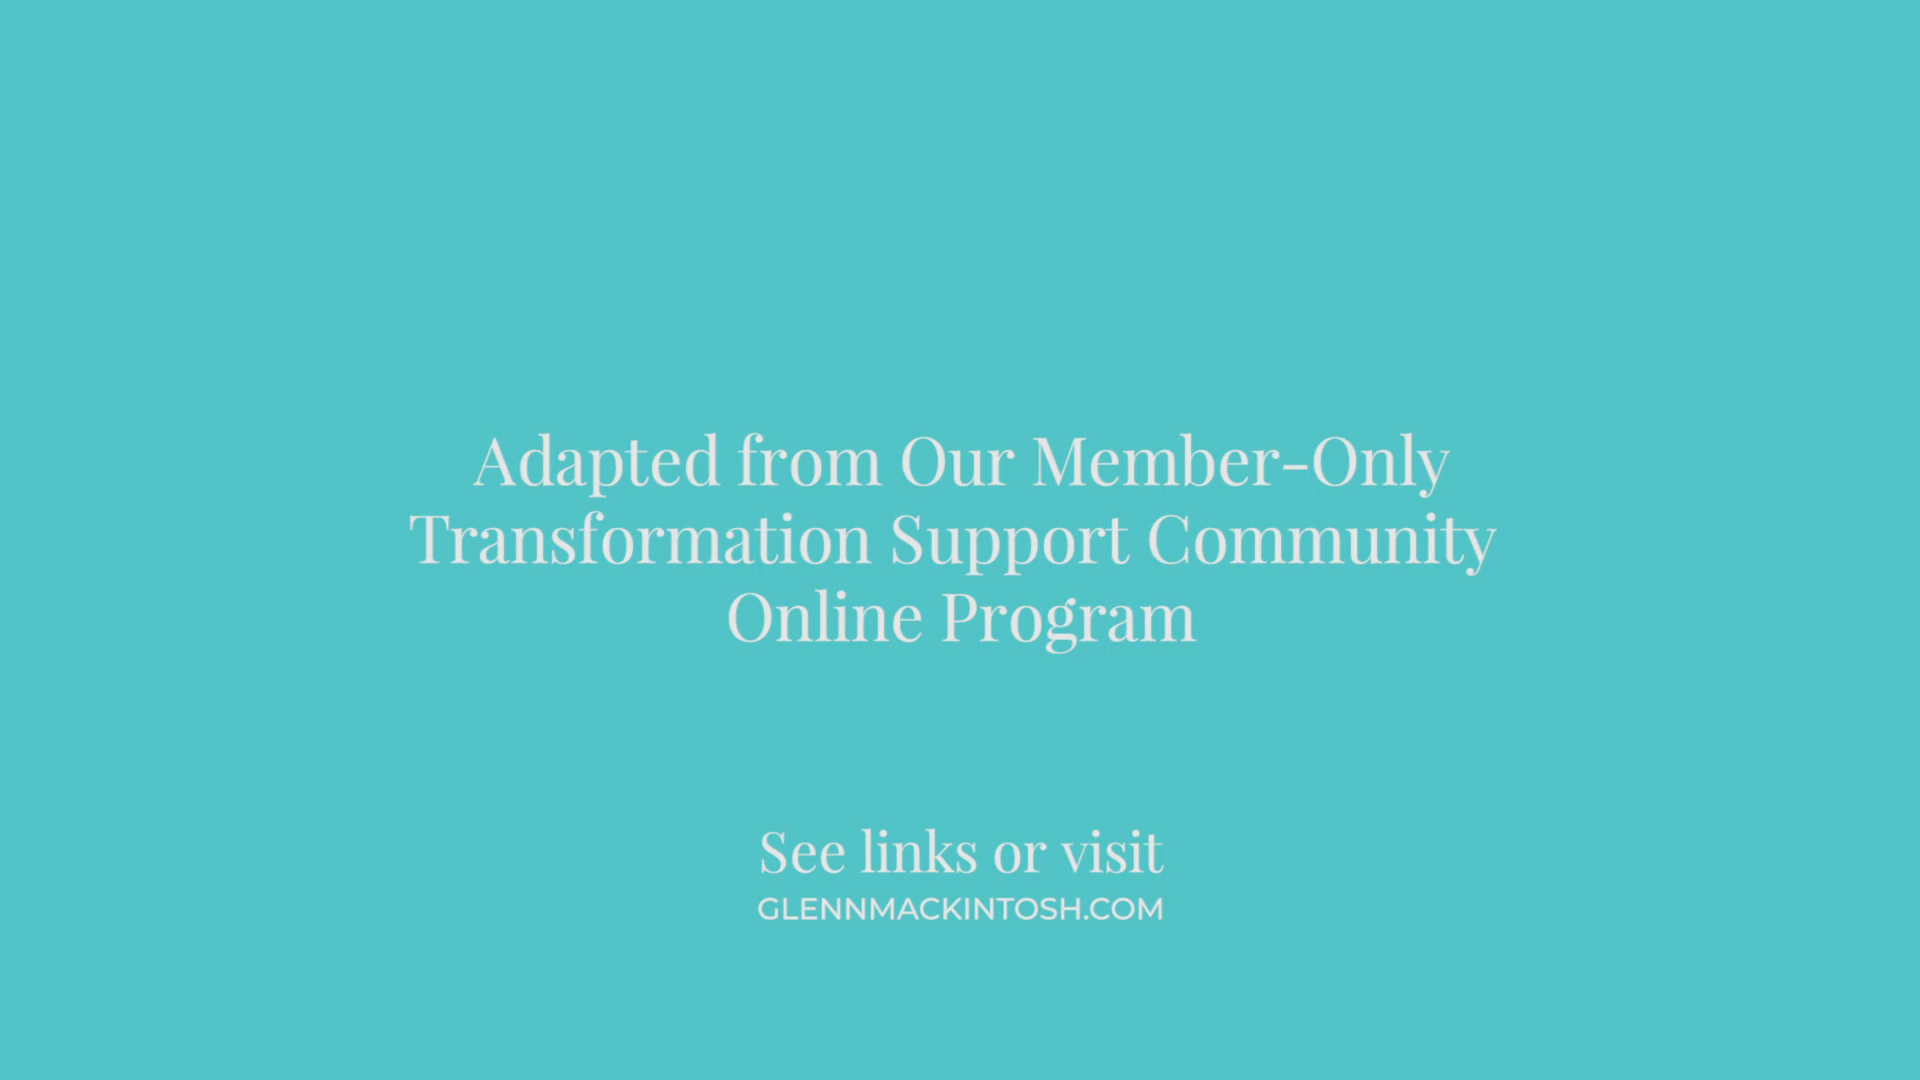 Adapted from Our Member-Only
Transformation Support Community
Online Program
See links or visit
GLENNMACKINTOSH.COM